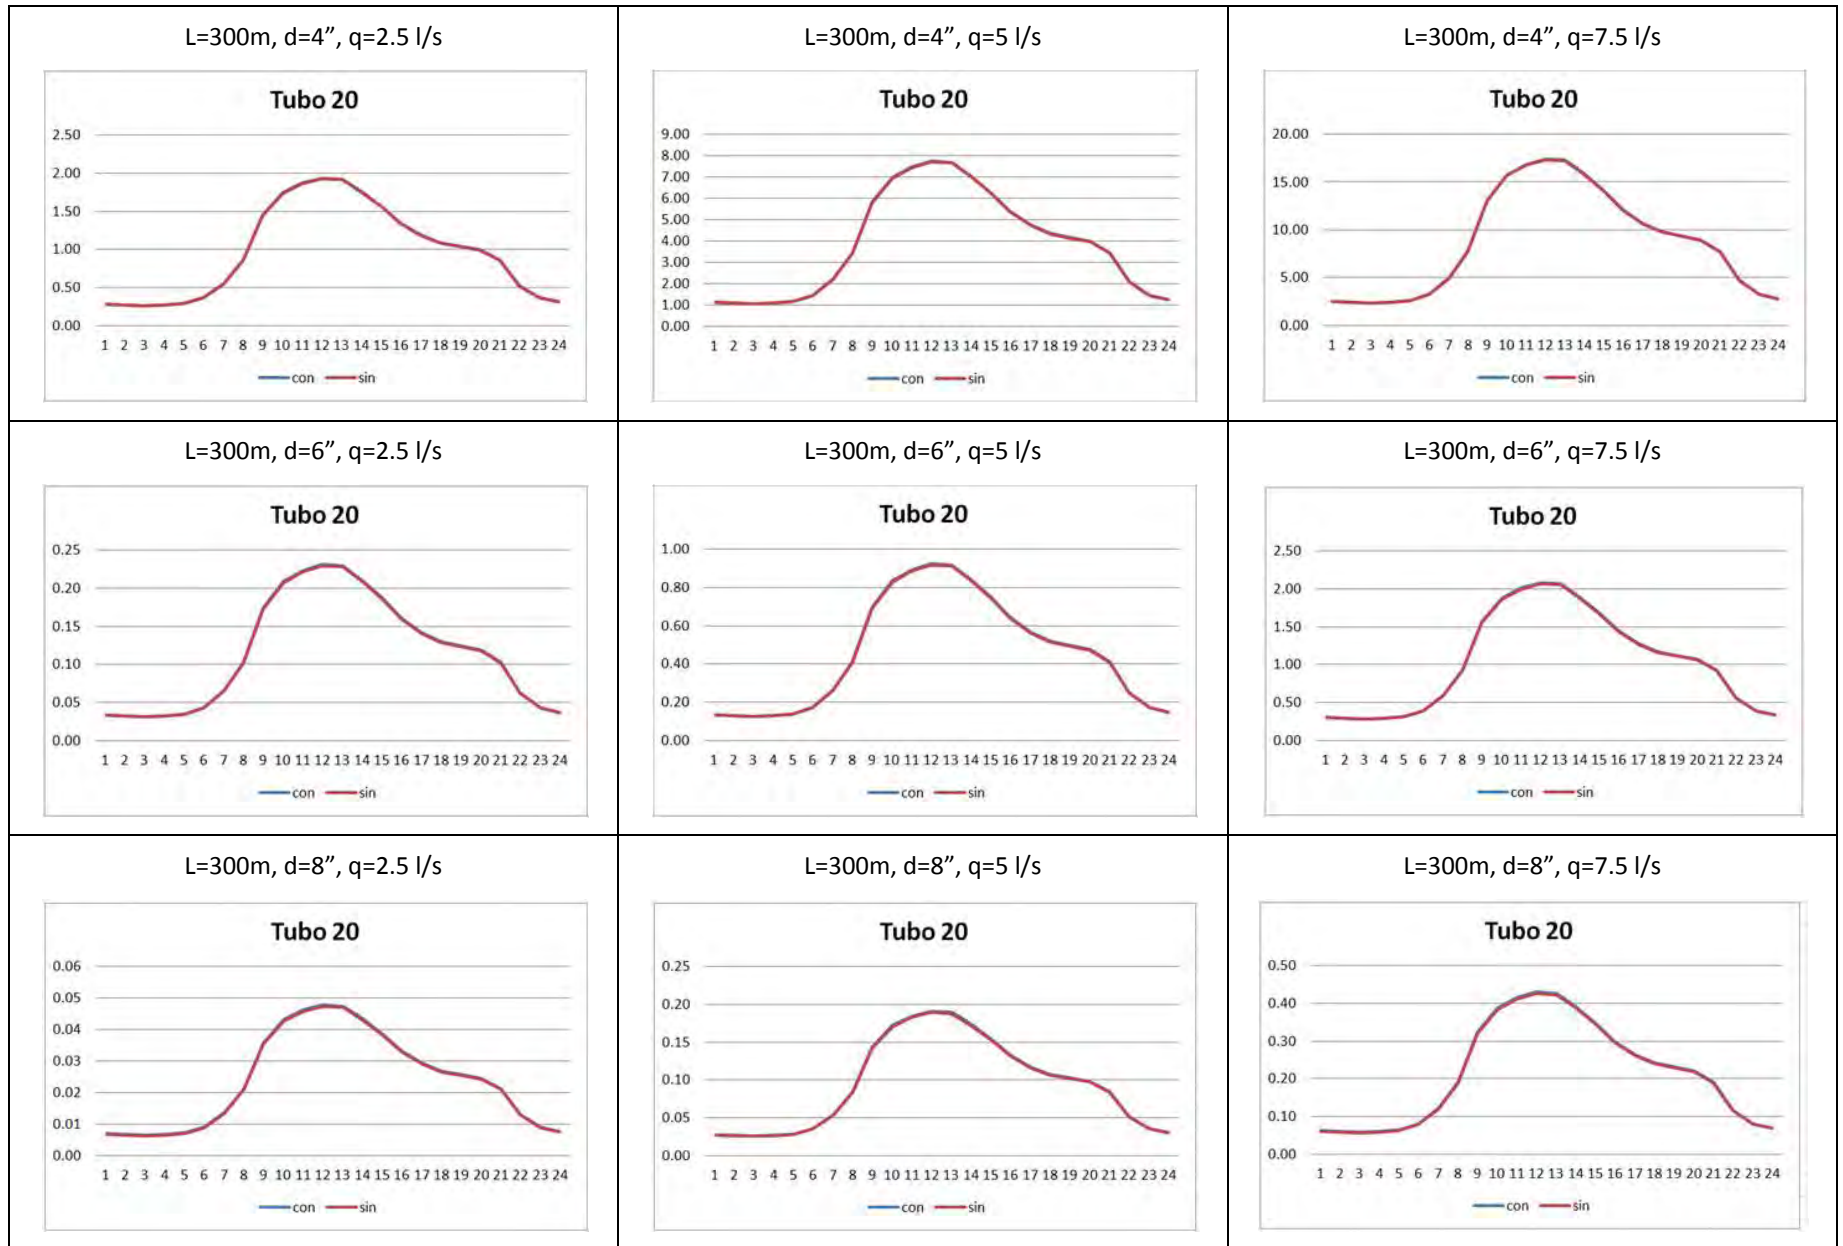 L=300m, d=4”, q=2.5 l/s
Tubo 20
2.50
2.00
1.50
1.00
0.50
0.00
1 2 3 4 5 6 7 8 9 10 11 12 13 14 15 16 17 18 19 20 21 22 23 24
con sin
L=300m, d=4”, q=5 l/s
Tubo 20
9.00
8.00
7.00
6.00
5.00
4.00
3.00
2.00
1.00
0.00
1 2 3 4 5 6 7 8 9 10 11 12 13 14 15 16 17 18 19 20 21 22 23 24
con sin
L=300m, d=4”, q=7.5 l/s
Tubo 20
20.00
15.00
10.00
5.00
0.00
1 2 3 4 5 6 7 8 9 10 11 12 13 14 15 16 17 18 19 20 21 22 23 24
con sin
L=300m, d=6”, q=2.5 l/s
Tubo 20
0.25
0.20
0.15
0.10
0.05
0.00
1 2 3 4 5 6 7 8 9 10 11 12 13 14 15 16 17 18 19 20 21 22 23 24
con sin
L=300m, d=6”, q=5 l/s
Tubo 20
1.00
0.80
0.60
0.40
0.20
0.00
1 2 3 4 5 6 7 8 9 10 11 12 13 14 15 16 17 18 19 20 21 22 23 24
con sin
L=300m, d=6”, q=7.5 l/s
Tubo 20
2.50
2.00
1.50
1.00
0.50
0.00
1 2 3 4 5 6 7 8 9 10 11 12 13 14 15 16 17 18 19 20 21 22 23 24
con sin
L=300m, d=8”, q=2.5 l/s
Tubo 20
0.06
0.05
0.04
0.03
0.02
0.01
0.00
1 2 3 4 5 6 7 8 9 10 11 12 13 14 15 16 17 18 19 20 21 22 23 24
con sin
L=300m, d=8”, q=5 l/s
Tubo 20
0.25
0.20
0.15
0.10
0.05
0.00
1 2 3 4 5 6 7 8 9 10 11 12 13 14 15 16 17 18 19 20 21 22 23 24
con sin
L=300m, d=8”, q=7.5 l/s
Tubo 20
0.50
0.40
0.30
0.20
0.10
0.00
1 2 3 4 5 6 7 8 9 10 11 12 13 14 15 16 17 18 19 20 21 22 23 24
con sin